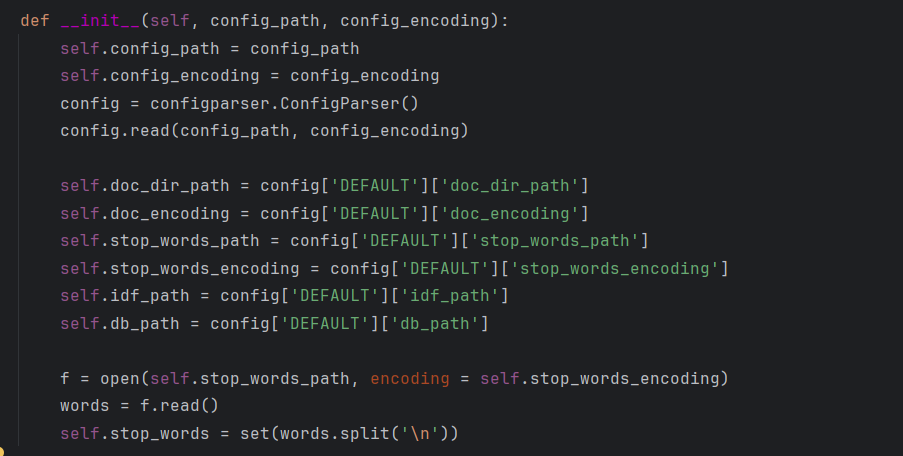 def __init__(self, config_path, config_encoding):
    self.config_path = config_path
    self.config_encoding = config_encoding
    config = configparser.ConfigParser()
    config.read(config_path, config_encoding)

    self.doc_dir_path = config['DEFAULT']['doc_dir_path']
    self.doc_encoding = config['DEFAULT']['doc_encoding']
    self.stop_words_path = config['DEFAULT']['stop_words_path']
    self.stop_words_encoding = config['DEFAULT']['stop_words_encoding']
    self.idf_path = config['DEFAULT']['idf_path']
    self.db_path = config['DEFAULT']['db_path']

    f = open(self.stop_words_path, encoding = self.stop_words_encoding)
    words = f.read()
    self.stop_words = set(words.split('\n'))